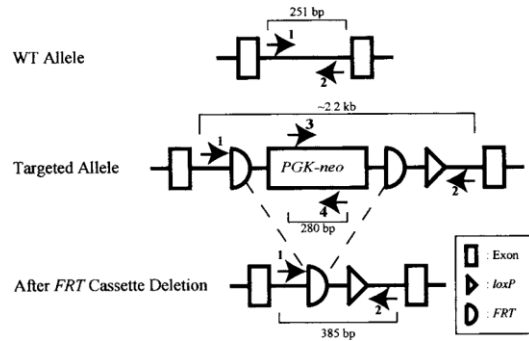 251 bp
1
WT Allele
2
~2.2 kb
3
1
Targeted Allele
PGK-neo
2
4
280 bp
1
: Exon
After FRT Cassette Deletion
: loxP
2
: FRT
385 bp